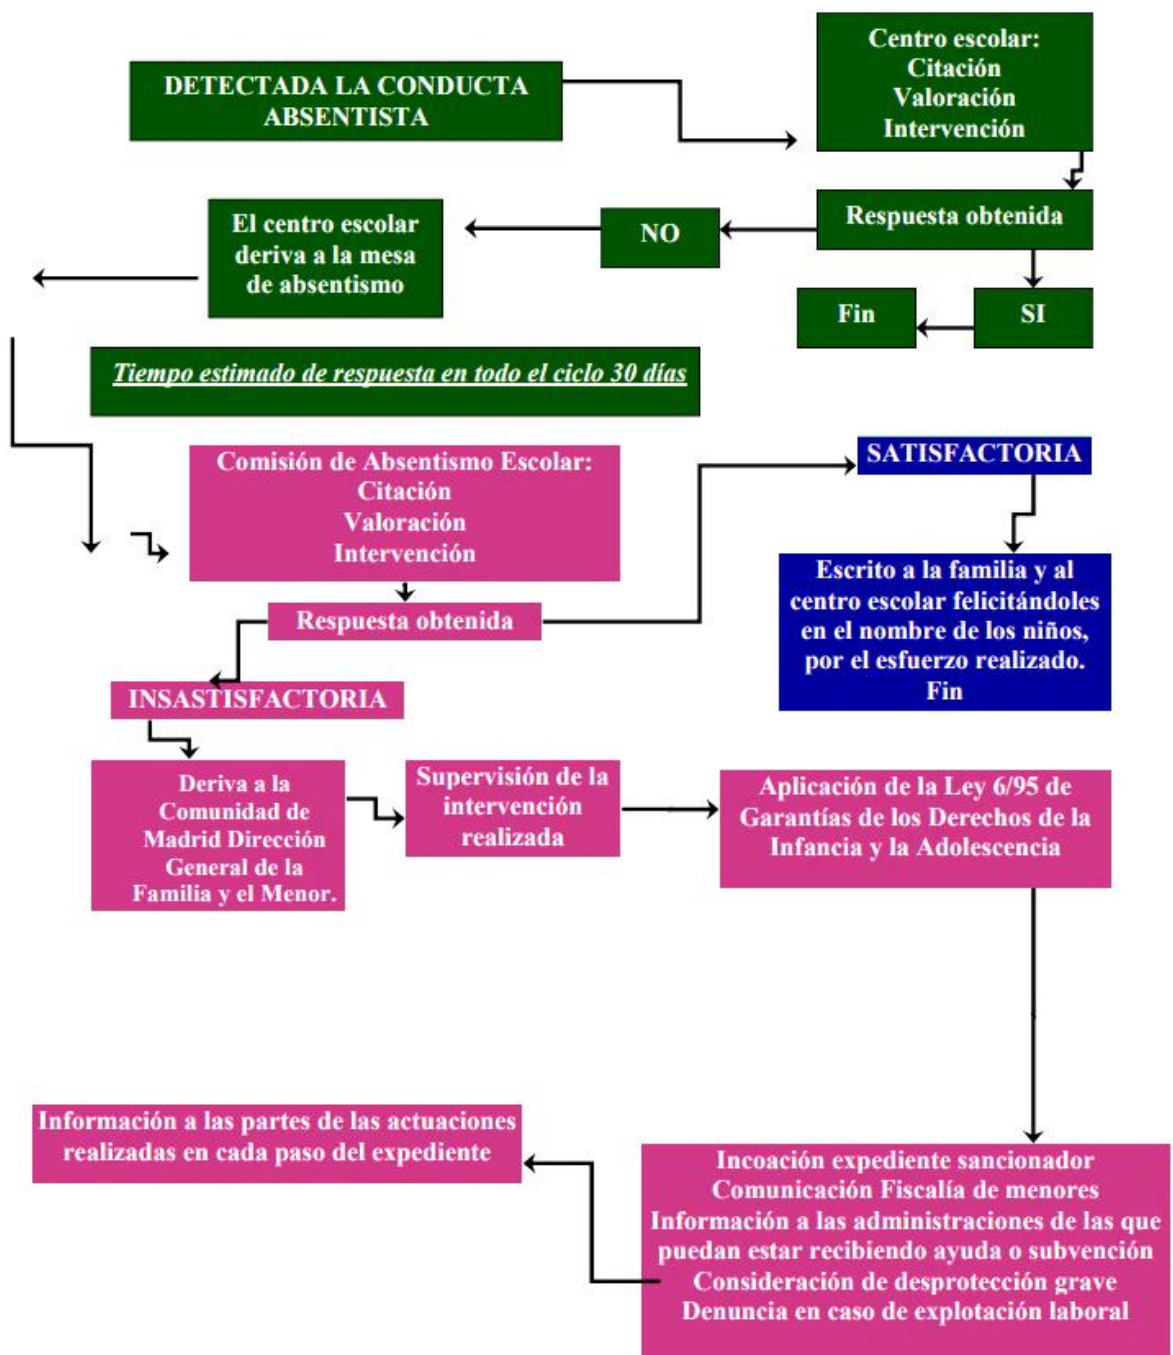 DETECTADA LA CONDUCTA
ABSENTISTA
Centro escolar:
Citación
Valoración
Intervención
Respuesta obtenida
NO
El centro escolar
deriva a la mesa
de absentismo
SI
Fin
Tiempo estimado de respuesta en todo el ciclo 30 días
Comisión de Absentismo Escolar:
Citación
Valoración
Intervención
Respuesta obtenida
SATISFACTORIA
Escrito a la familia y al
centro escolar felicitándoles
en el nombre de los niños,
por el esfuerzo realizado.
Fin
INSASTISFACTORIA
Deriva a la
Comunidad de
Madrid Dirección
General de la
Familia y el Menor.
Supervisión de la
intervención
realizada
Aplicación de la Ley 6/95 de
Garantías de los Derechos de la
Infancia y la Adolescencia
Incoación expediente sancionador
Comunicación Fiscalía de menores
Información a las administraciones de las que
puedan estar recibiendo ayuda o subvención
Consideración de desprotección grave
Denuncia en caso de explotación laboral
Información a las partes de las actuaciones
realizadas en cada paso del expediente